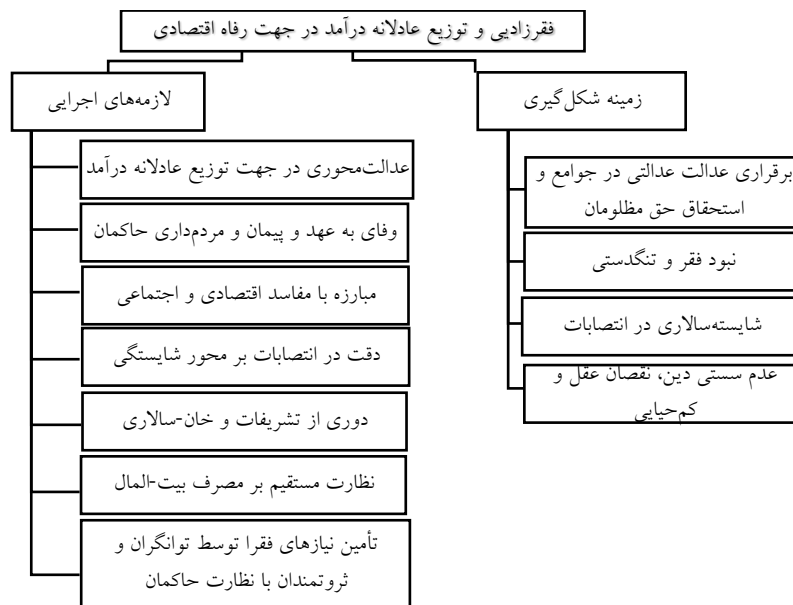 فقرزادیی و توزیع عادلانه درآمد در جهت رفاه اقتصادی
زمینه شکل‌گیری
برقراری عدالت عدالتی در جوامع و
استحقاق حق مظلومان
نبود فقر و تنگدستی
شایسته‌سالاری در انتصابات
عدم سستی دین، نقصان عقل و
کم‌حیایی
لازمه‌های اجرایی
عدالت‌محوری در جهت توزیع عادلانه درآمد
وفای به عهد و پیمان و مردم‌داری حاکمان
مبارزه با مفاسد اقتصادی و اجتماعی
دقت در انتصابات بر محور شایستگی
دوری از تشریفات و خان-سالاری
نظارت مستقیم بر مصرف بیت-المال
تأمین نیازهای فقرا توسط توانگران و
ثروتمندان با نظارت حاکمان